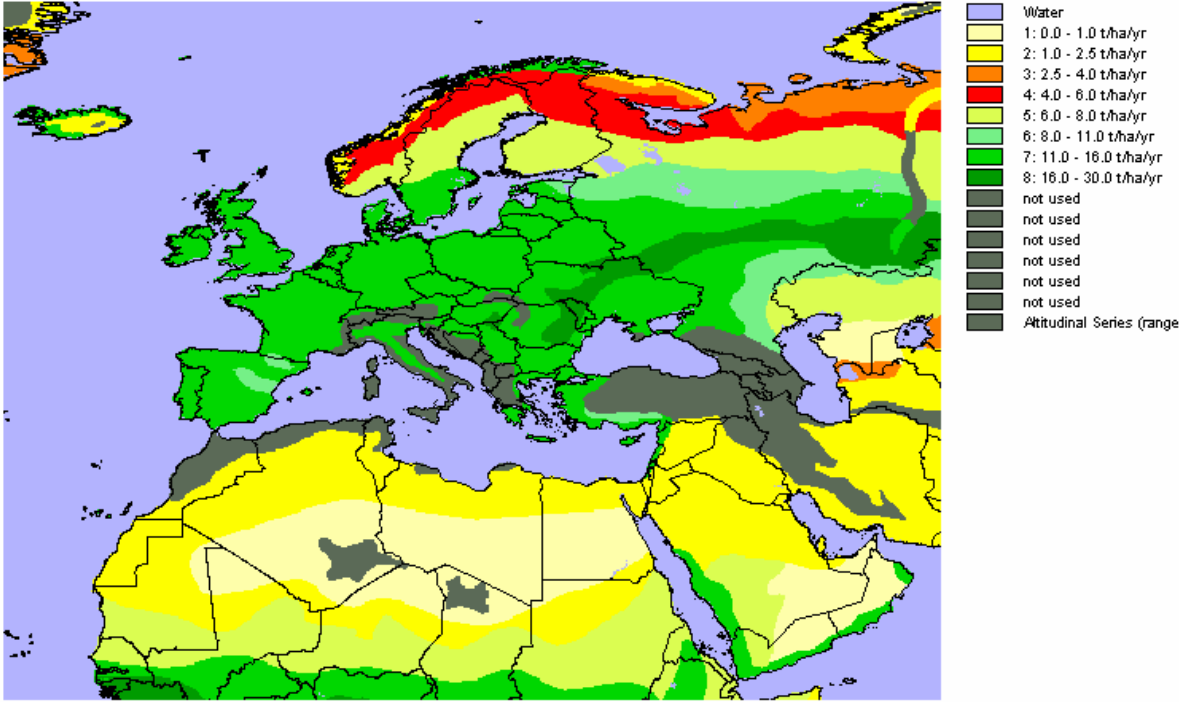 Water
1: 0.0 - 1.0 t/ha/yr
2: 1.0 - 2.5 t/ha/yr
3: 2.5 - 4.0 t/ha/yr
4: 4.0 - 6.0 t/ha/yr
5: 6.0 - 8.0 t/ha/yr
6: 8.0 - 11.0 t/ha/yr
7: 11.0 - 16.0 t/ha/yr
8: 16.0 - 30.0 t/ha/yr
not used
not used
not used
not used
not used
not used
Altitudinal Series (range